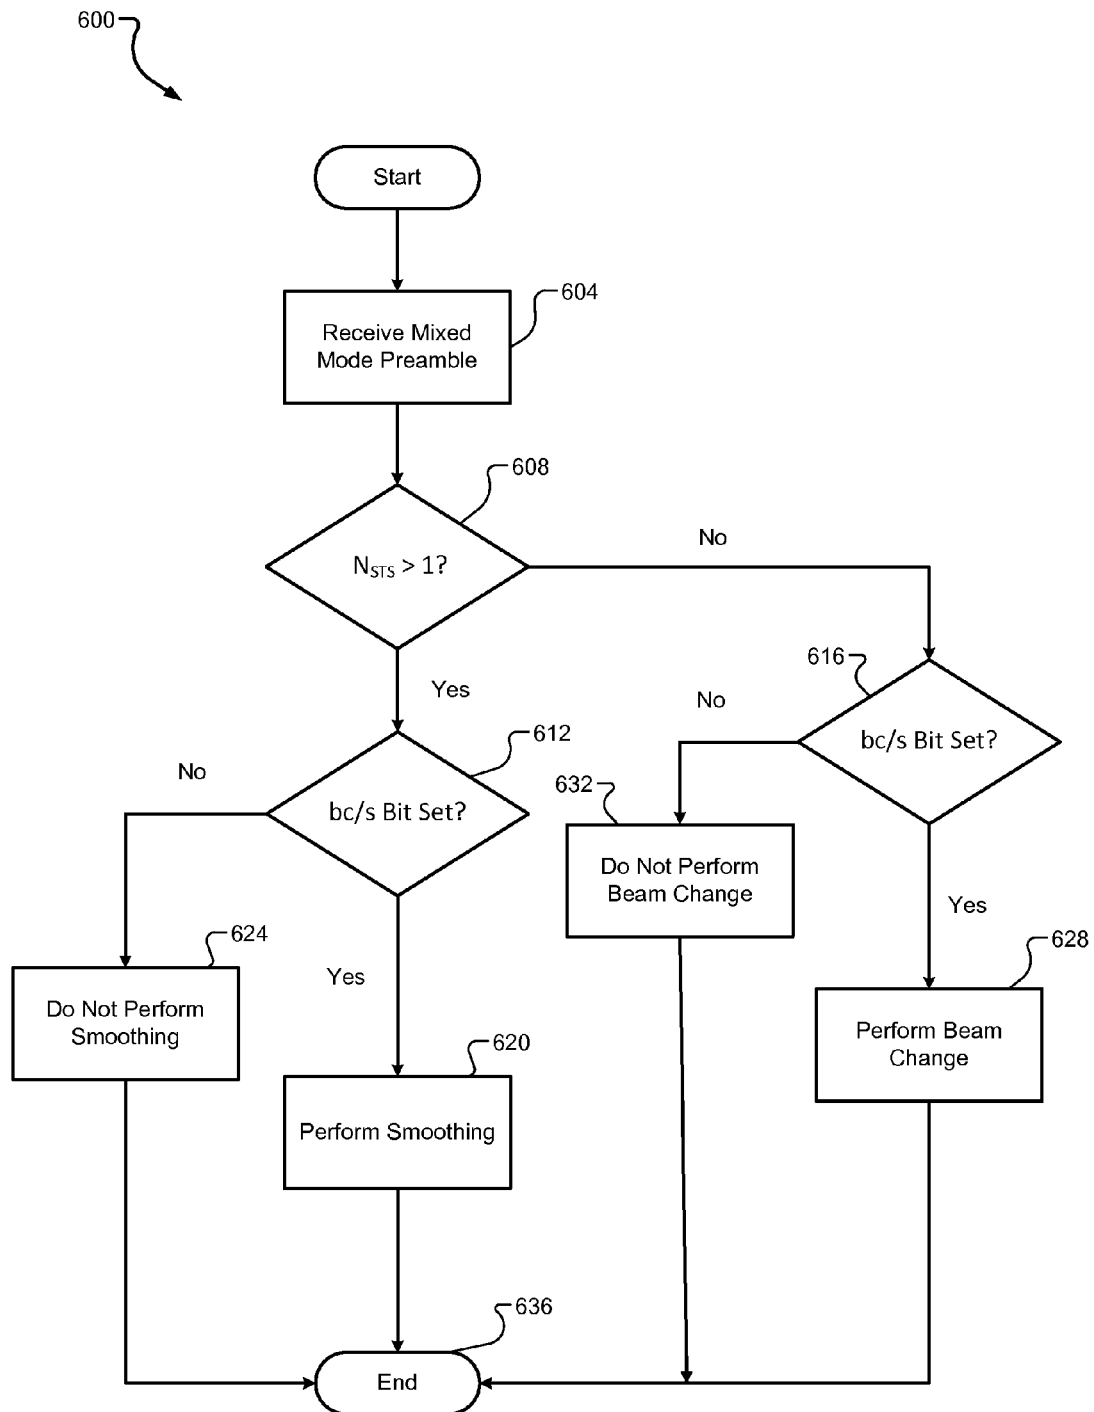 600
Start
604
Receive Mixed
Mode Preamble
608
N_STS > 1?
No
Yes
616
No
bc/s Bit Set?
612
No
bc/s Bit Set?
632
Do Not Perform
Beam Change
Yes
624
Do Not Perform
Smoothing
Yes
628
Perform Beam
Change
620
Perform Smoothing
636
End